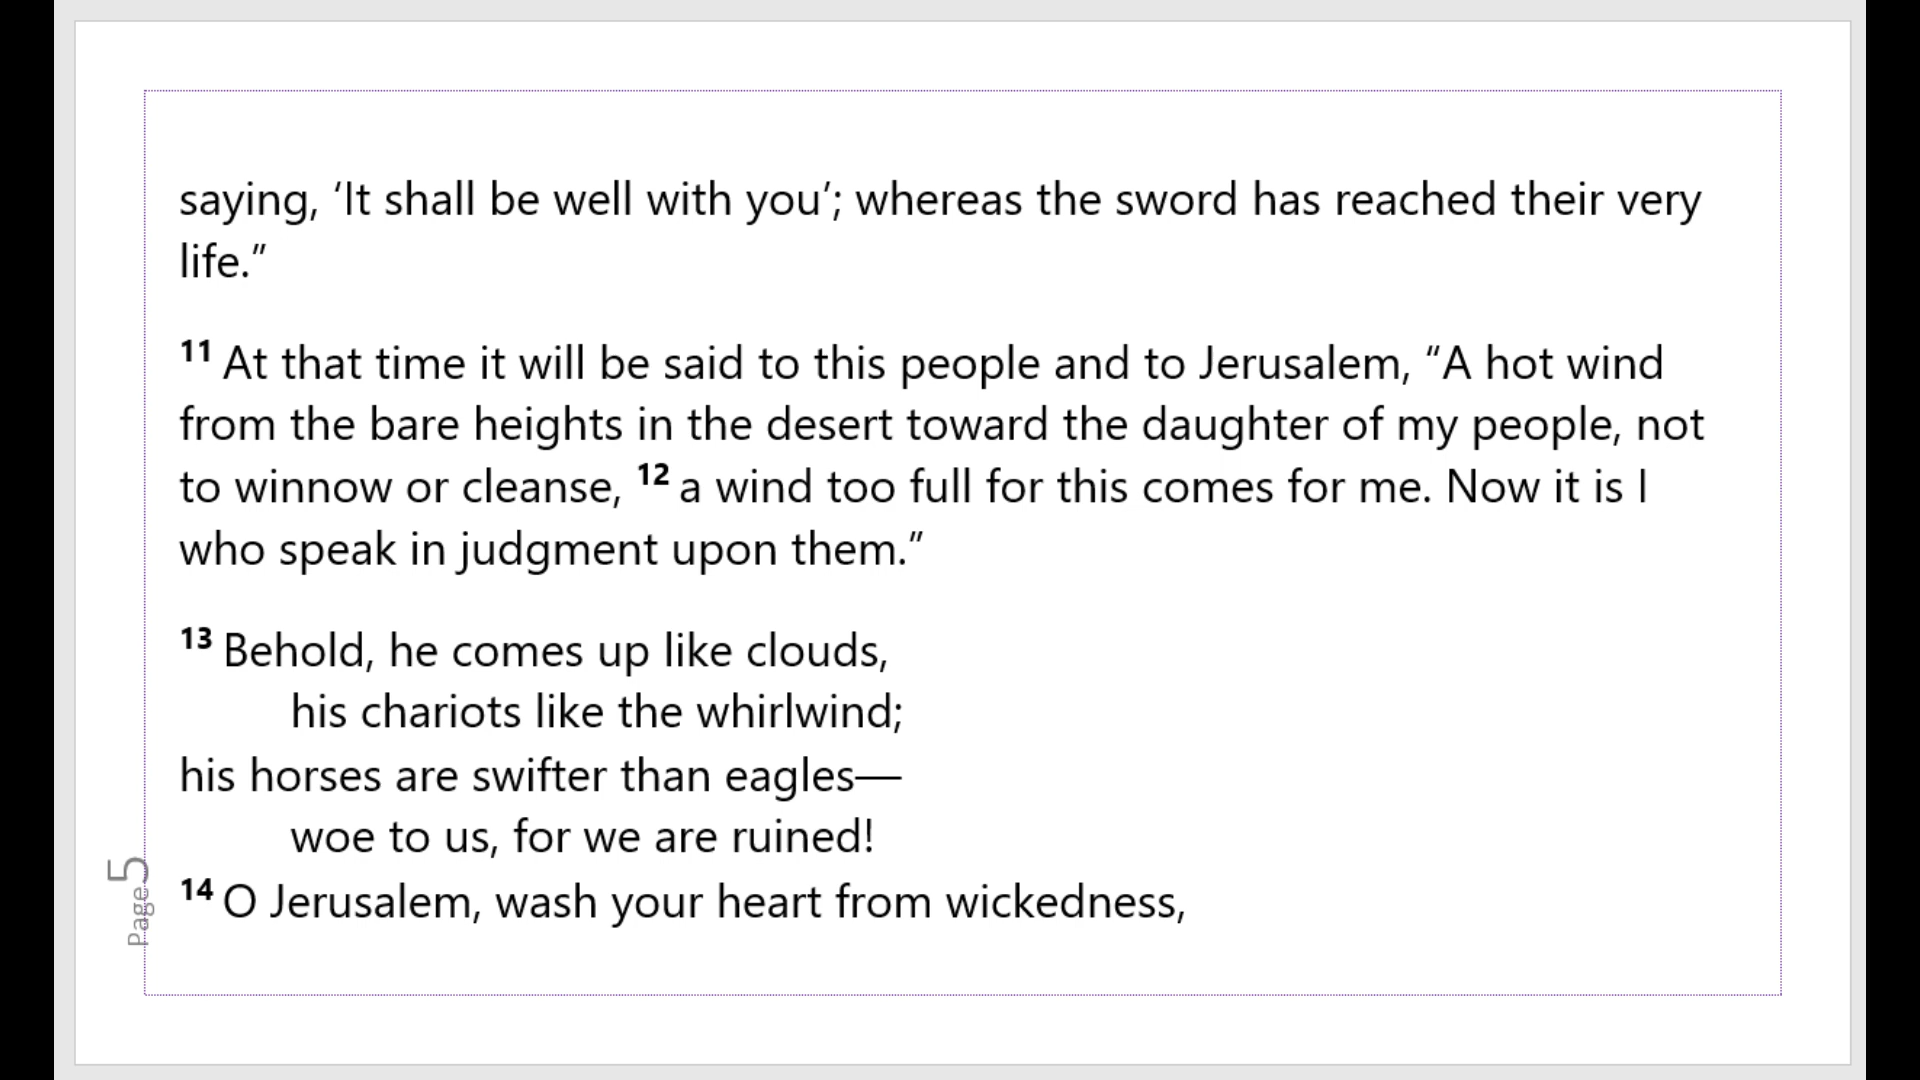 saying, ‘It shall be well with you’; whereas the sword has reached their very
life.”
11 At that time it will be said to this people and to Jerusalem, “A hot wind
from the bare heights in the desert toward the daughter of my people, not
to winnow or cleanse, 12 a wind too full for this comes for me. Now it is I
who speak in judgment upon them.”
13 Behold, he comes up like clouds,
his chariots like the whirlwind;
his horses are swifter than eagles—
woe to us, for we are ruined!
14 O Jerusalem, wash your heart from wickedness,
Page 5